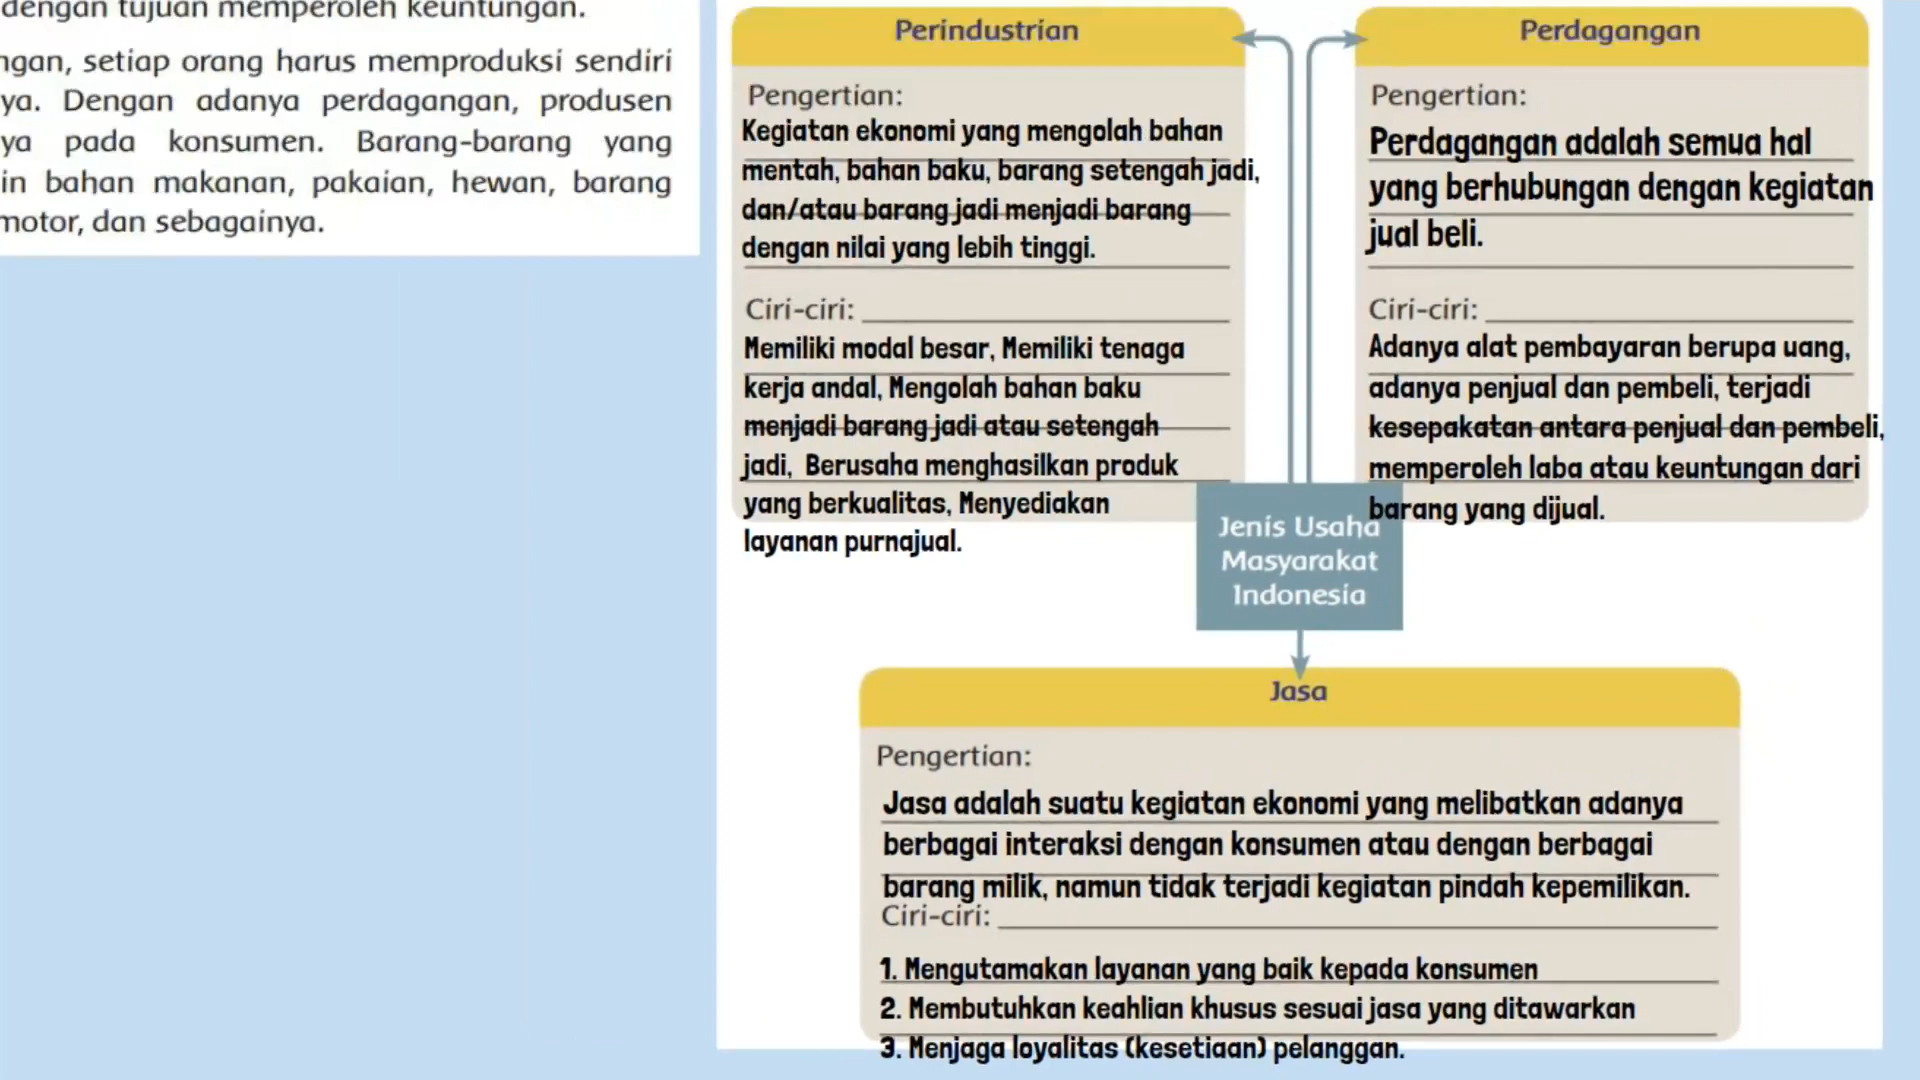 dengan tujuan memperoleh keuntungan.
ngan, setiap orang harus memproduksi sendiri
ya. Dengan adanya perdagangan, produsen
ya pada konsumen. Barang-barang yang
in bahan makanan, pakaian, hewan, barang
motor, dan sebagainya.
Perindustrian
Pengertian:
Kegiatan ekonomi yang mengolah bahan
mentah, bahan baku, barang setengah jadi,
dan/atau barang jadi menjadi barang
dengan nilai yang lebih tinggi.
Ciri-ciri:
Memiliki modal besar, Memiliki tenaga
kerja andal, Mengolah bahan baku
menjadi barang jadi atau setengah
jadi, Berusaha menghasilkan produk
yang berkualitas, Menyediakan
layanan purnajual.
Perdagangan
Pengertian:
Perdagangan adalah semua hal
yang berhubungan dengan kegiatan
jual beli.
Ciri-ciri:
Adanya alat pembayaran berupa uang,
adanya penjual dan pembeli, terjadi
kesepakatan antara penjual dan pembeli,
memperoleh laba atau keuntungan dari
barang yang dijual.
Jenis Usaha
Masyarakat
Indonesia
Jasa
Pengertian:
Jasa adalah suatu kegiatan ekonomi yang melibatkan adanya
berbagai interaksi dengan konsumen atau dengan berbagai
barang milik, namun tidak terjadi kegiatan pindah kepemilikan.
Ciri-ciri:
1. Mengutamakan layanan yang baik kepada konsumen
2. Membutuhkan keahlian khusus sesuai jasa yang ditawarkan
3. Menjaga loyalitas (kesetiaan) pelanggan.